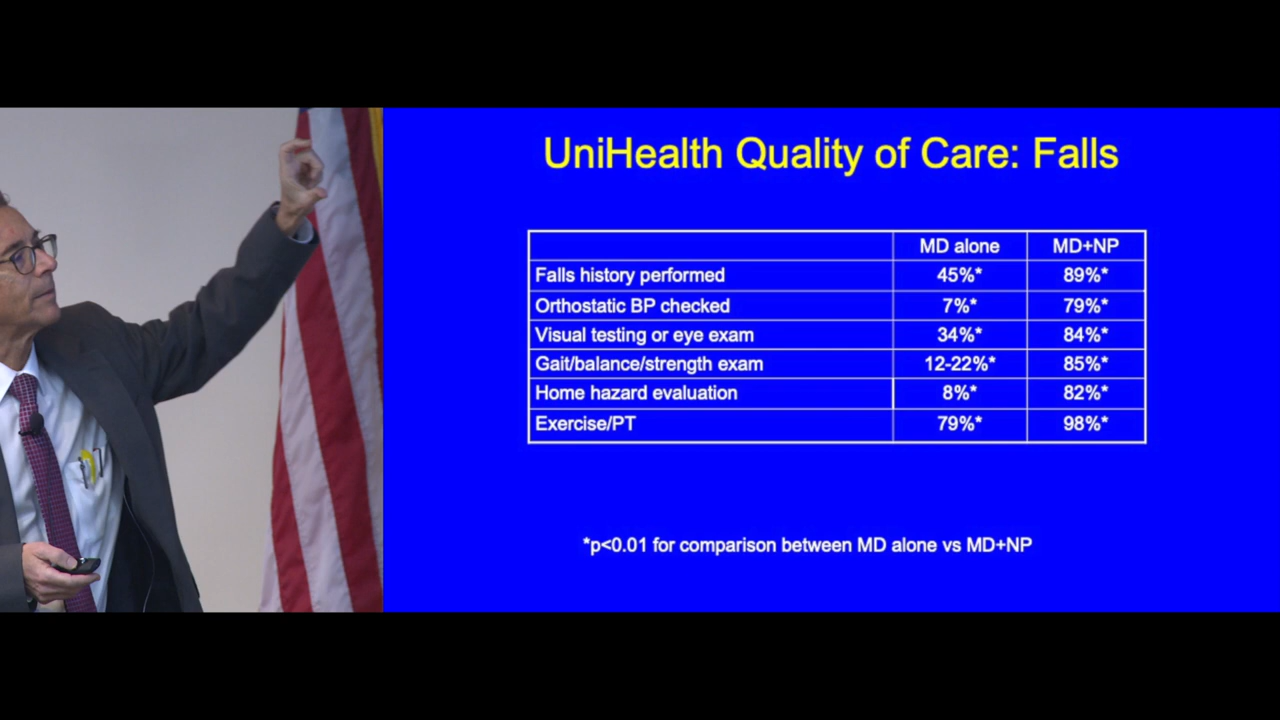 UniHealth Quality of Care: Falls
MD alone MD+NP
Falls history performed 45%* 89%*
Orthostatic BP checked 7%* 79%*
Visual testing or eye exam 34%* 84%*
Gait/balance/strength exam 12-22%* 85%*
Home hazard evaluation 8%* 82%*
Exercise/PT 79%* 98%*
*p<0.01 for comparison between MD alone vs MD+NP